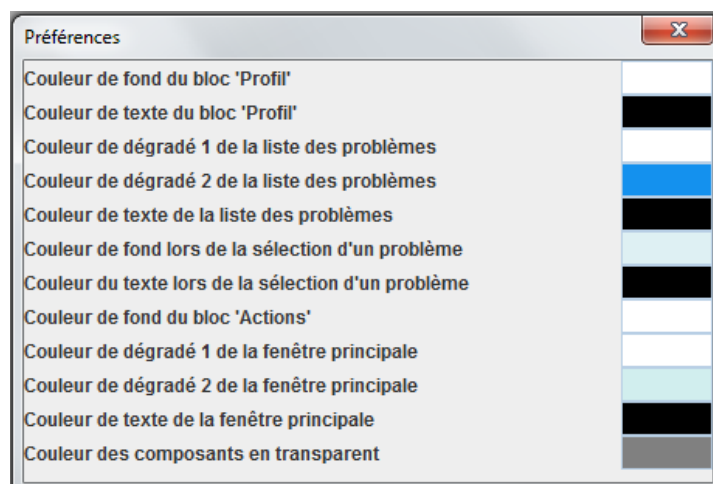 Préférences
Couleur de fond du bloc 'Profil'
Couleur de texte du bloc 'Profil'
Couleur de dégradé 1 de la liste des problèmes
Couleur de dégradé 2 de la liste des problèmes
Couleur de texte de la liste des problèmes
Couleur de fond lors de la sélection d'un problème
Couleur du texte lors de la sélection d'un problème
Couleur de fond du bloc 'Actions'
Couleur de dégradé 1 de la fenêtre principale
Couleur de dégradé 2 de la fenêtre principale
Couleur de texte de la fenêtre principale
Couleur des composants en transparent